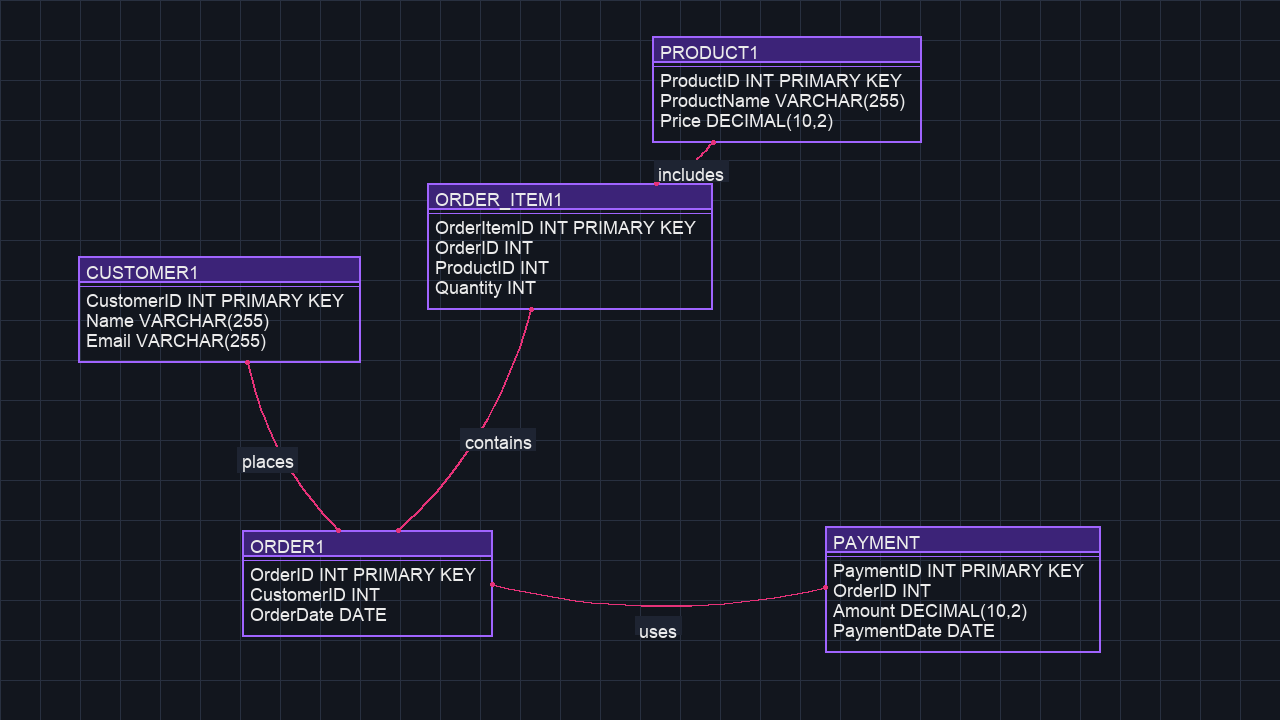 PRODUCT1
ProductID INT PRIMARY KEY
ProductName VARCHAR(255)
Price DECIMAL(10,2)
includes
ORDER_ITEM1
OrderItemID INT PRIMARY KEY
OrderID INT
ProductID INT
Quantity INT
CUSTOMER1
CustomerID INT PRIMARY KEY
Name VARCHAR(255)
Email VARCHAR(255)
contains
places
ORDER1
OrderID INT PRIMARY KEY
CustomerID INT
OrderDate DATE
PAYMENT
PaymentID INT PRIMARY KEY
OrderID INT
Amount DECIMAL(10,2)
PaymentDate DATE
uses